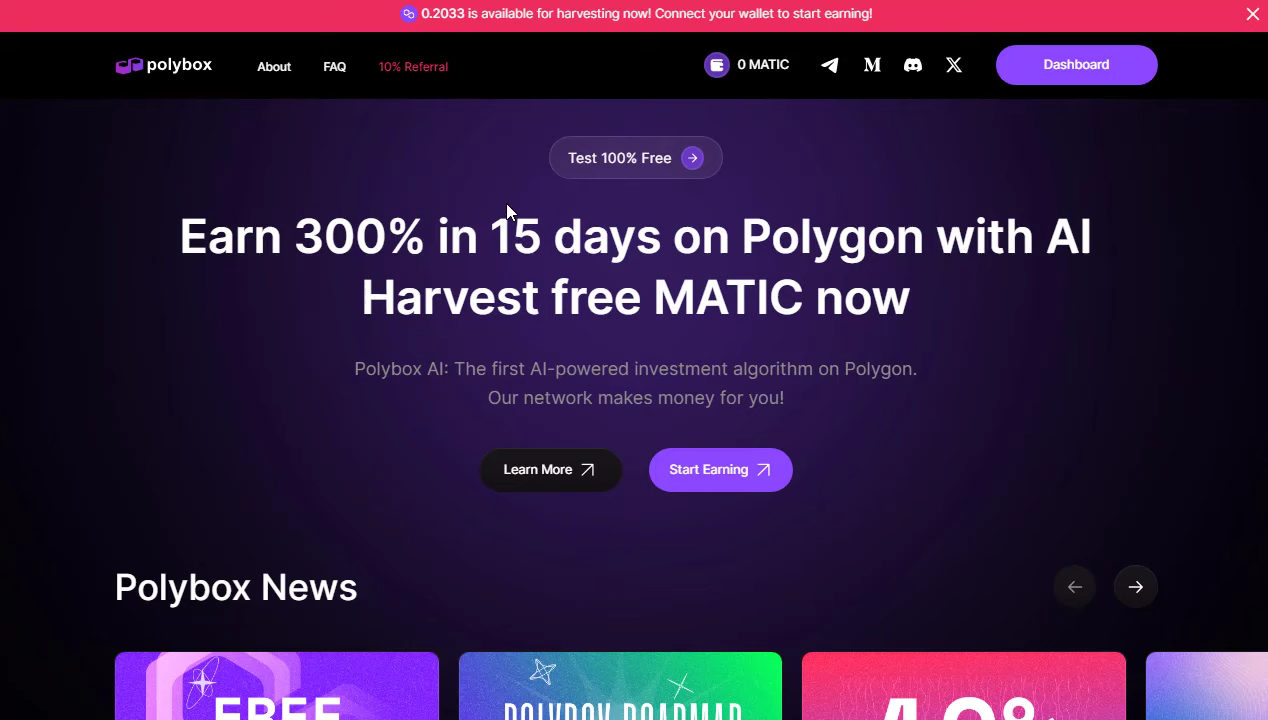 0.2033 is available for harvesting now! Connect your wallet to start earning!
polybox
About
FAQ
10% Referral
0 MATIC
Dashboard
Test 100% Free
Earn 300% in 15 days on Polygon with AI
Harvest free MATIC now
Polybox AI: The first AI-powered investment algorithm on Polygon.
Our network makes money for you!
Learn More
Start Earning
Polybox News
FREE
POLYBOX ROADMAP